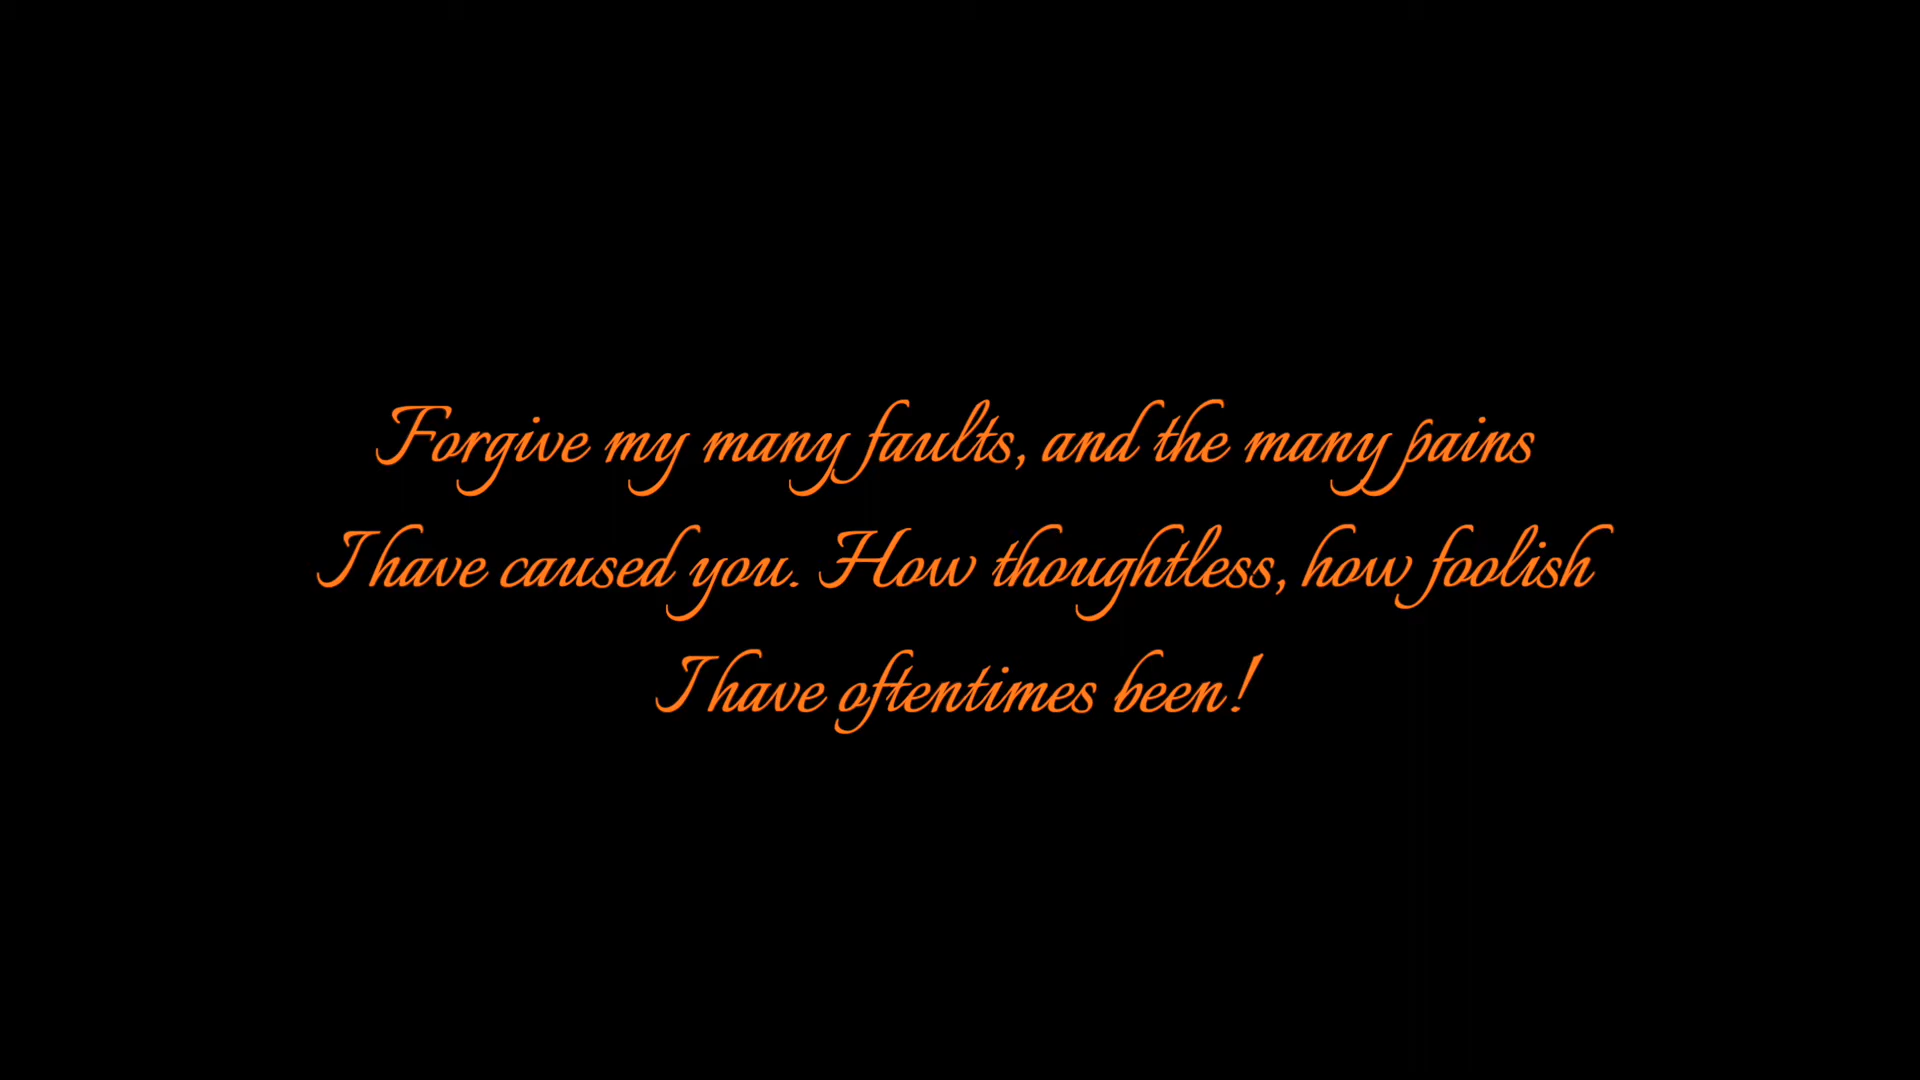 Forgive my many faults, and the many pains
I have caused you. How thoughtless, how foolish
I have oftentimes been!